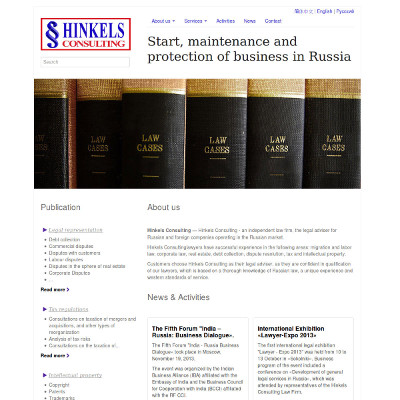 简体中文 | English | Русский
§ HINKELS
CONSULTING
About us
Services
Activities
News
Contact
Start, maintenance and
protection of business in Russia
Search
LAW
CASES
LAW
CASES
LAW
CASES
LAW
CASES
LAW
CASES
LAW
CASES
Publication
Legal representation
Debt collection
Commercial disputes
Disputes with customers
Labour disputes
Disputes in the sphere of real estate
Corporate Disputes
Read more
Tax regulations
Consultations on taxation of mergers and
acquisitions, and other types of
reorganization
Analysis of tax risks
Consultations on the taxation of...
Read more
Intellectual property
Copyright
Patents
Trademarks
About us
Hinkels Consulting — Hinkels Consulting - an independent law firm, the legal adviser for
Russia and foreign companies operating in the Russian market.
Hinkels Consulting lawyers have successful experience in the following areas: migration and labor
law, corporate law, real estate, debt collection, dispute resolution, tax and intellectual property.
Customers choose Hinkels Consulting as their legal adviser, as they are confident in qualification
of our lawyers, which is based on a thorough knowledge of Russian law, a unique experience and
western standards of service.
News & Activities
The Fifth Forum "India –
Russia: Business Dialogue».
The Fifth Forum "India - Russia Business
Dialogue» took place in Moscow,
November 19, 2013.
The event was organized by the Indian
Business Alliance (IBA) affiliated with the
Embassy of India and the Business Council
for Cooperation with India (BCCI) affiliated
with the RF CCI.
International Exhibition
«Lawyer-Expo 2013»
The first international legal exhibition
"Lawyer - Expo 2013" was held from 10 to
13 October in «Sokolniki». Business
program of the event included a
conference on «Development of general
legal services in Russia», which was
attended by representatives of the Hinkels
Consulting Law Firm.